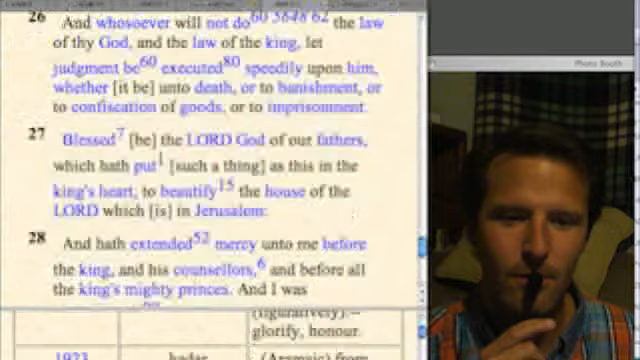 26 And whosoever will not do 60 5648 62 the law
of thy God, and the law of the king, let
judgment be60 executed80 speedily upon him,
whether [it be] unto death, or to banishment, or
to confiscation of goods, or to imprisonment.
27 Blessed7 [be] the LORD God of our fathers,
which hath put1 [such a thing] as this in the
king's heart, to beautify15 the house of the
LORD which [is] in Jerusalem:
28 And hath extended52 mercy unto me before
the king, and his counsellors,6 and before all
the king's mighty princes. And I was
(figuratively):--
glorify, honour.
1923 hadar (Aramaic) from
Photo Booth